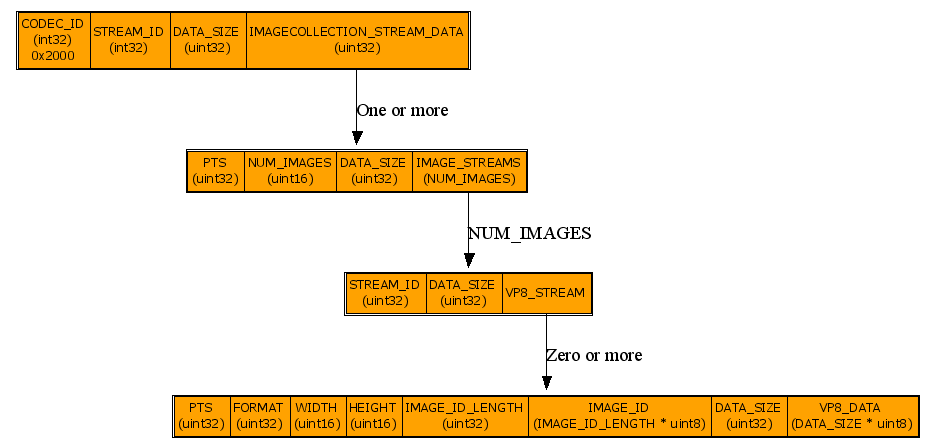 CODEC_ID
(int32)
0x2000
STREAM_ID
(int32)
DATA_SIZE
(uint32)
IMAGECOLLECTION_STREAM_DATA
(uint32)
One or more
PTS
(uint32)
NUM_IMAGES
(uint16)
DATA_SIZE
(uint32)
IMAGE_STREAMS
(NUM_IMAGES)
NUM_IMAGES
STREAM_ID
(uint32)
DATA_SIZE
(uint32)
VP8_STREAM
Zero or more
PTS
(uint32)
FORMAT
(uint32)
WIDTH
(uint16)
HEIGHT
(uint16)
IMAGE_ID_LENGTH
(uint32)
IMAGE_ID
(IMAGE_ID_LENGTH * uint8)
DATA_SIZE
(uint32)
VP8_DATA
(DATA_SIZE * uint8)